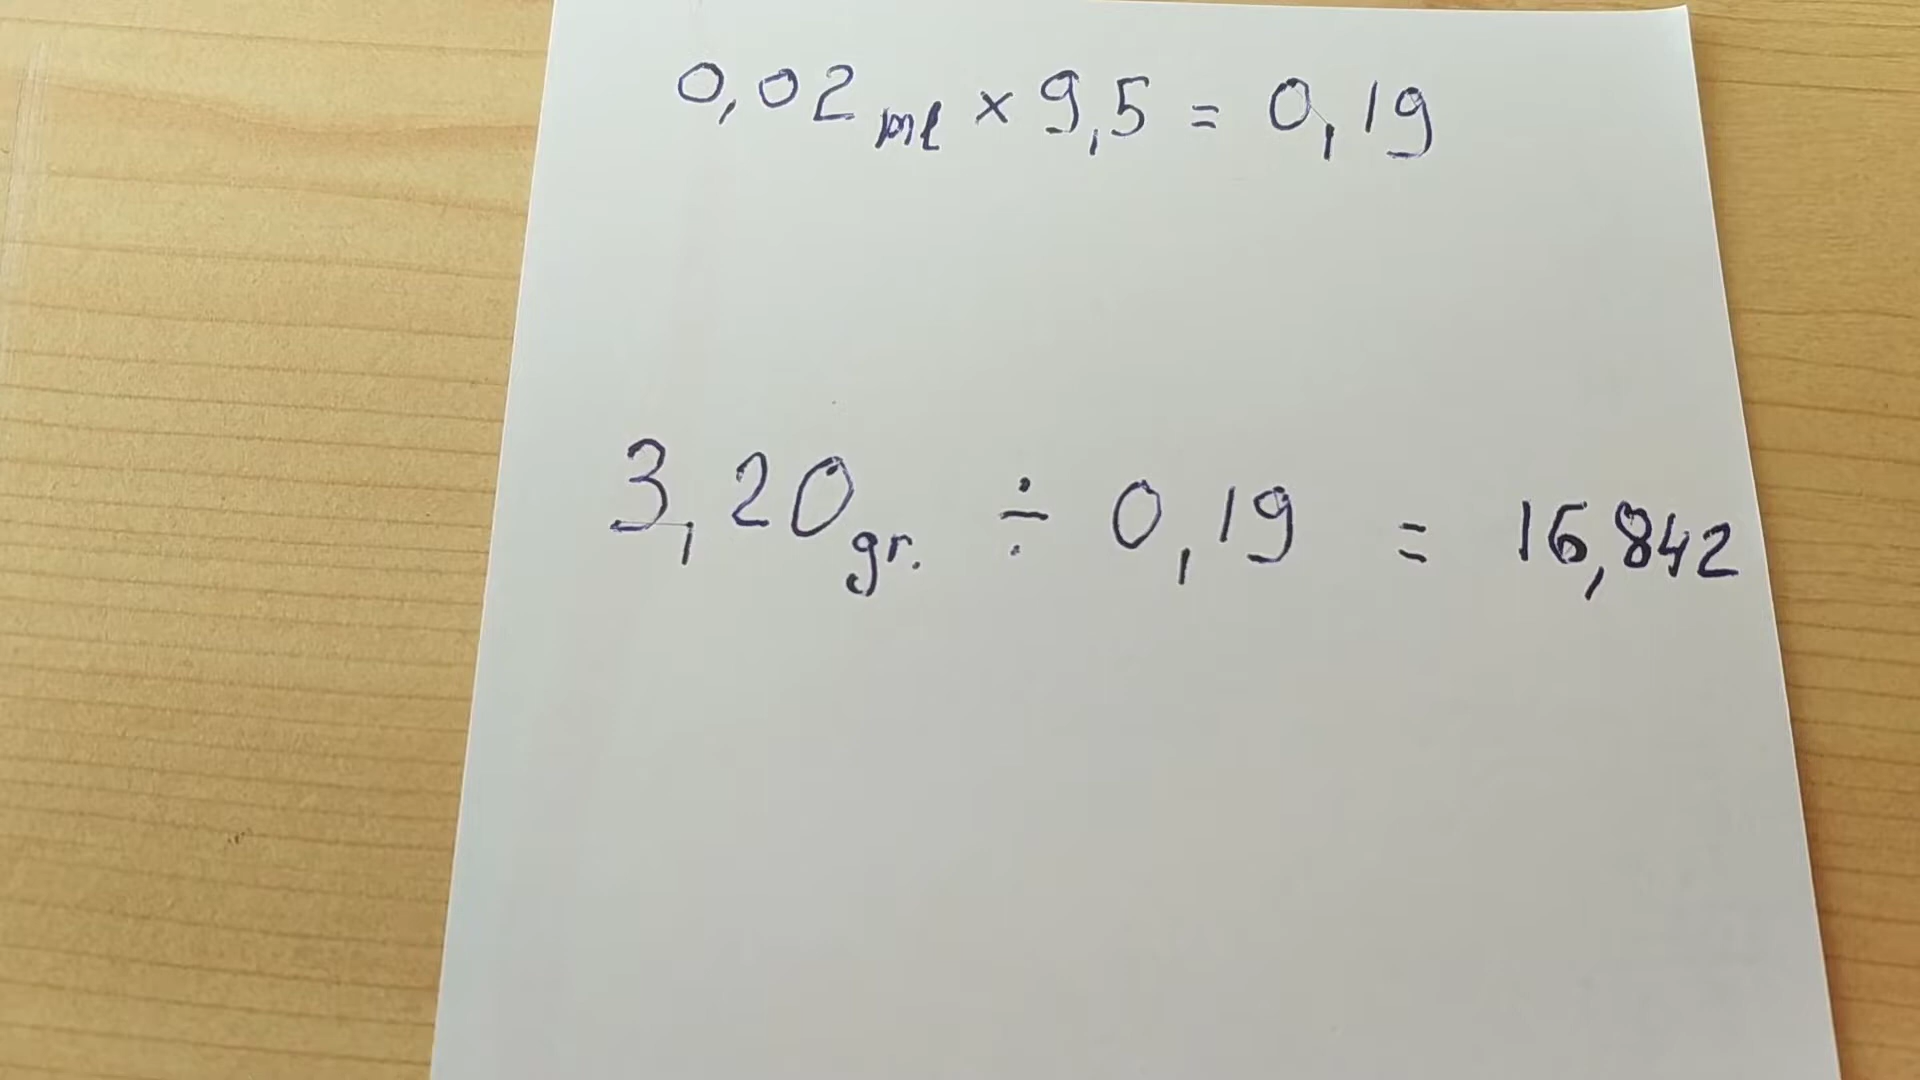 0,02 ml × 9,5 = 0,19
3,20 gr. ÷ 0,19 = 16,842